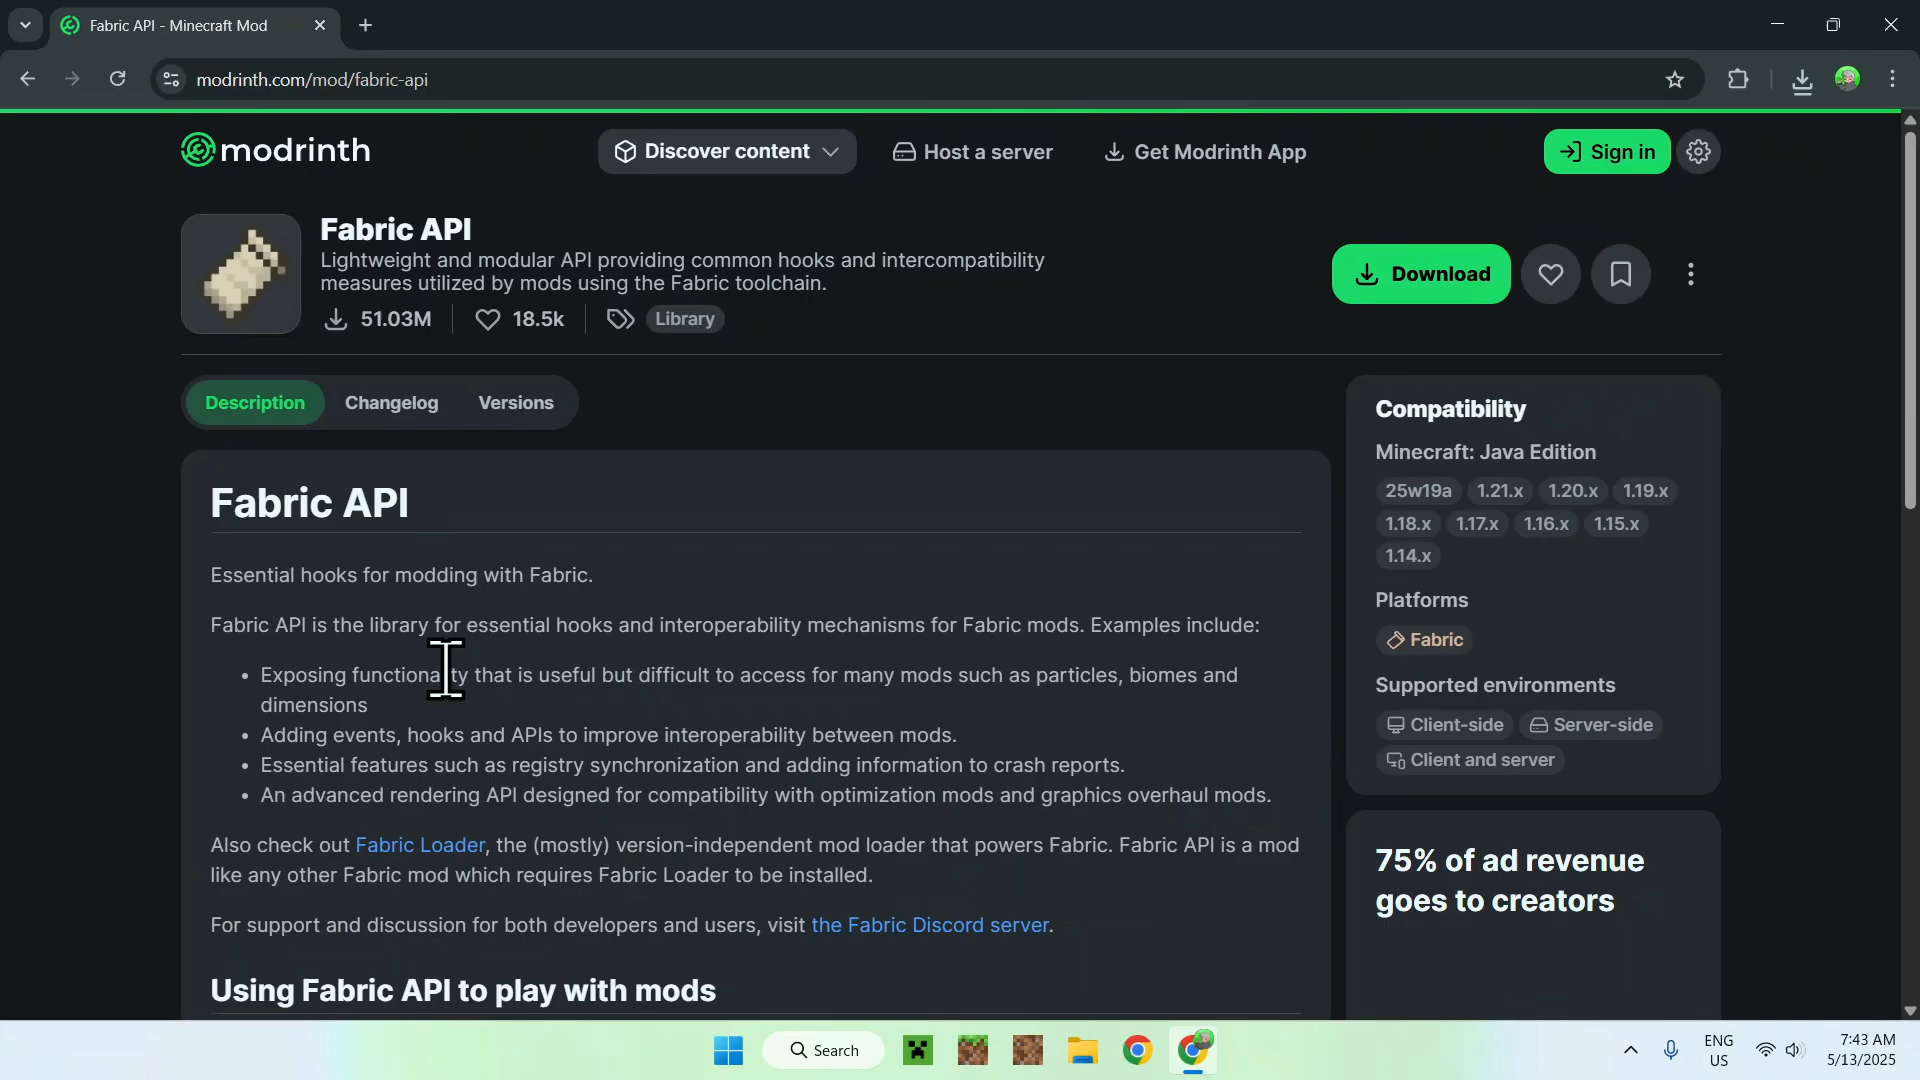 Fabric API - Minecraft Mod
modrinth.com/mod/fabric-api
modrinth
Discover content
Host a server
Get Modrinth App
Sign in
Fabric API
Lightweight and modular API providing common hooks and intercompatibility
measures utilized by mods using the Fabric toolchain.
51.03M
18.5k
Library
Download
Description
Changelog
Versions
Fabric API
Essential hooks for modding with Fabric.
Fabric API is the library for essential hooks and interoperability mechanisms for Fabric mods. Examples include:
• Exposing functionality that is useful but difficult to access for many mods such as particles, biomes and
dimensions
• Adding events, hooks and APIs to improve interoperability between mods.
• Essential features such as registry synchronization and adding information to crash reports.
• An advanced rendering API designed for compatibility with optimization mods and graphics overhaul mods.
Also check out Fabric Loader, the (mostly) version-independent mod loader that powers Fabric. Fabric API is a mod
like any other Fabric mod which requires Fabric Loader to be installed.
For support and discussion for both developers and users, visit the Fabric Discord server.
Using Fabric API to play with mods
Compatibility
Minecraft: Java Edition
25w19a 1.21.x 1.20.x 1.19.x
1.18.x 1.17.x 1.16.x 1.15.x
1.14.x
Platforms
Fabric
Supported environments
Client-side Server-side
Client and server
75% of ad revenue
goes to creators
Search
ENG
US
7:43 AM
5/13/2025